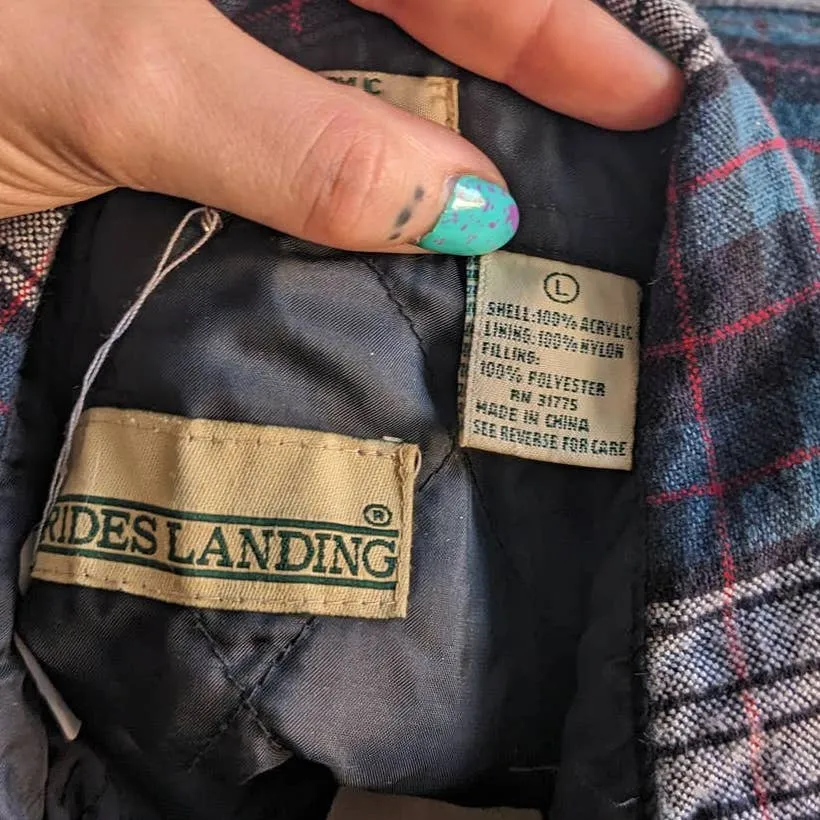 L
SHELL:100% ACRYLIC
LINING:100% NYLON
FILLING:
100% POLYESTER
RN 31775
MADE IN CHINA
SEE REVERSE FOR CARE
RIDES LANDING®